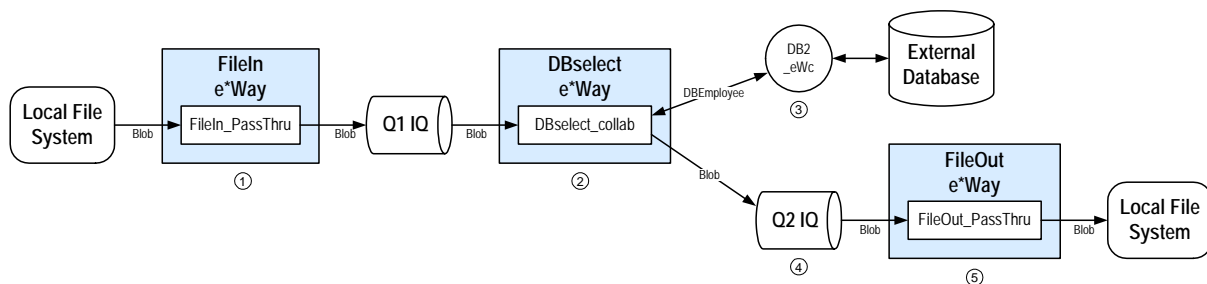 Local File
System
Blob
FileIn
e*Way
FileIn_PassThru
①
Blob
Q1 IQ
Blob
DBselect
e*Way
DBselect_collab
②
DBEmployee
DB2
_eWc
③
External
Database
Blob
Q2 IQ
④
Blob
FileOut
e*Way
FileOut_PassThru
⑤
Blob
Local File
System